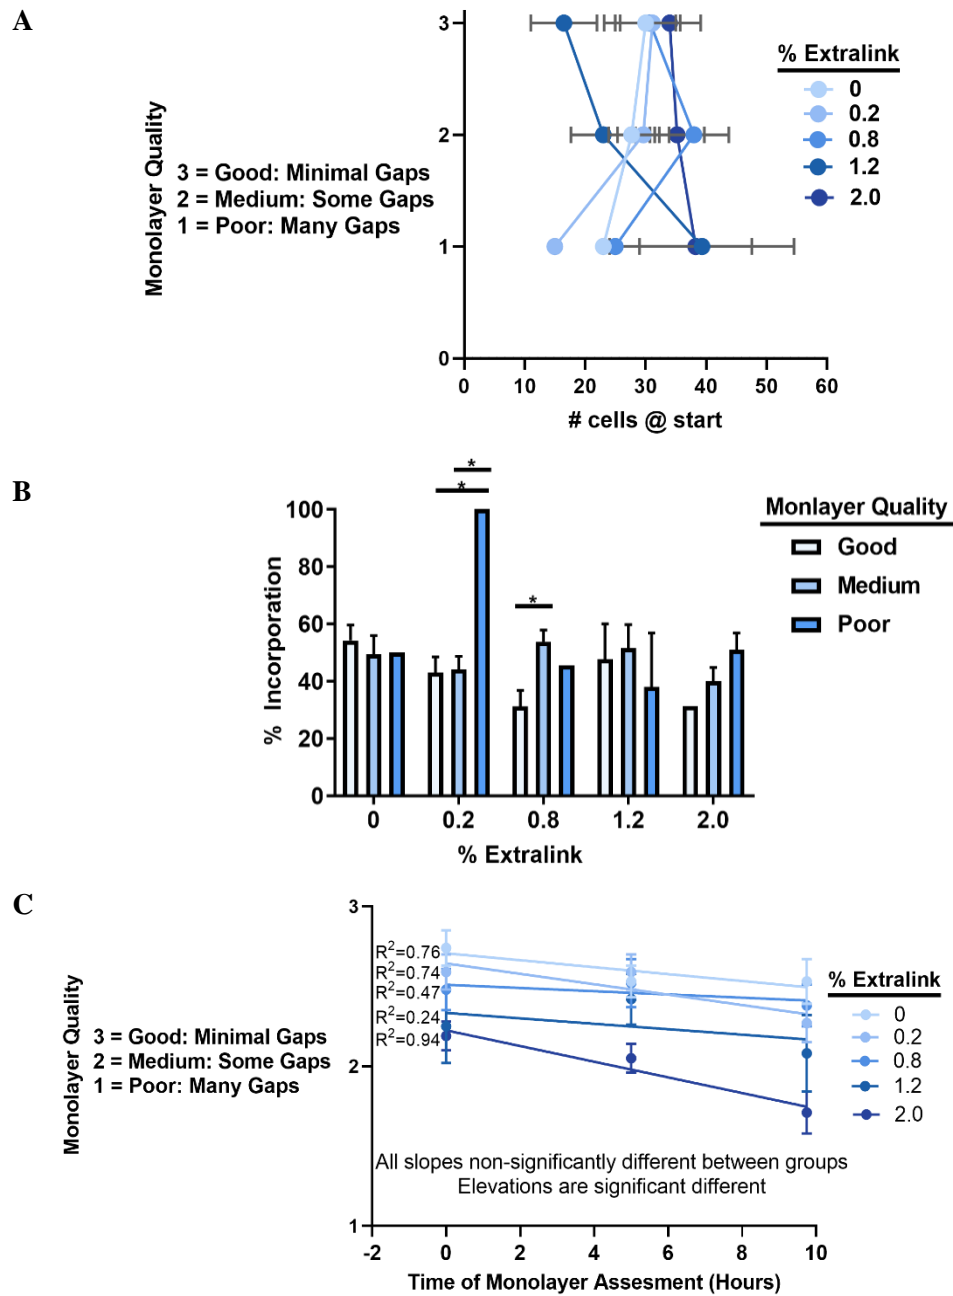 A
3
2
1
0
Monolayer Quality
3 = Good: Minimal Gaps
2 = Medium: Some Gaps
1 = Poor: Many Gaps
0 10 20 30 40 50 60
# cells @ start
% Extralink
0
0.2
0.8
1.2
2.0
B
* 
*
*
100
80
60
40
20
0
% Incorporation
0 0.2 0.8 1.2 2.0
% Extralink
Monlayer Quality
Good
Medium
Poor
C
3
2
1
Monolayer Quality
3 = Good: Minimal Gaps
2 = Medium: Some Gaps
1 = Poor: Many Gaps
R²=0.76
R²=0.74
R²=0.47
R²=0.24
R²=0.94
All slopes non-significantly different between groups
Elevations are significant different
-2 0 2 4 6 8 10
Time of Monolayer Assesment (Hours)
% Extralink
0
0.2
0.8
1.2
2.0